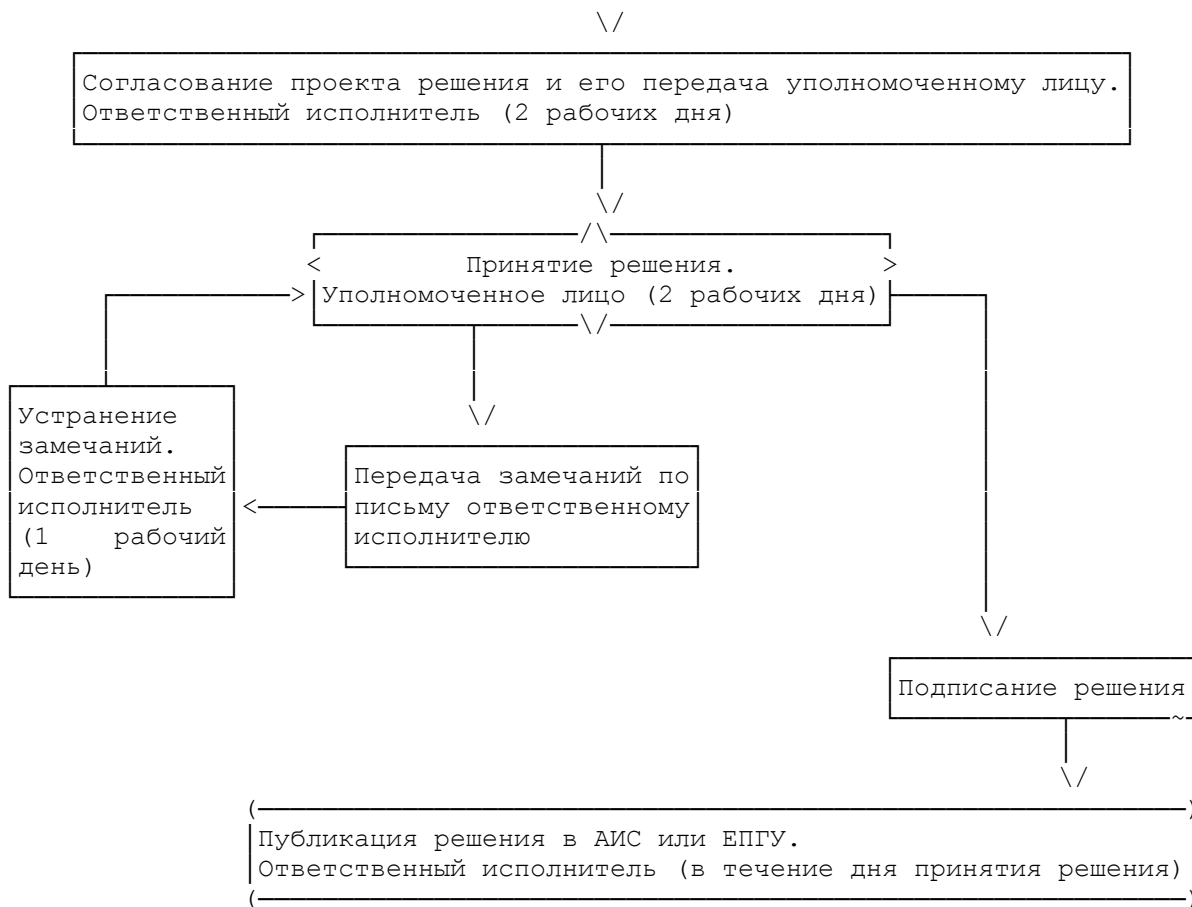 Согласование проекта решения и его передача уполномоченному лицу.
Ответственный исполнитель (2 рабочих дня)
Принятие решения.
Уполномоченное лицо (2 рабочих дня)
Устранение
замечаний.
Ответственный
исполнитель
(1 рабочий
день)
Передача замечаний по
письму ответственному
исполнителю
Подписание решения
Публикация решения в АИС или ЕПГУ.
Ответственный исполнитель (в течение дня принятия решения)